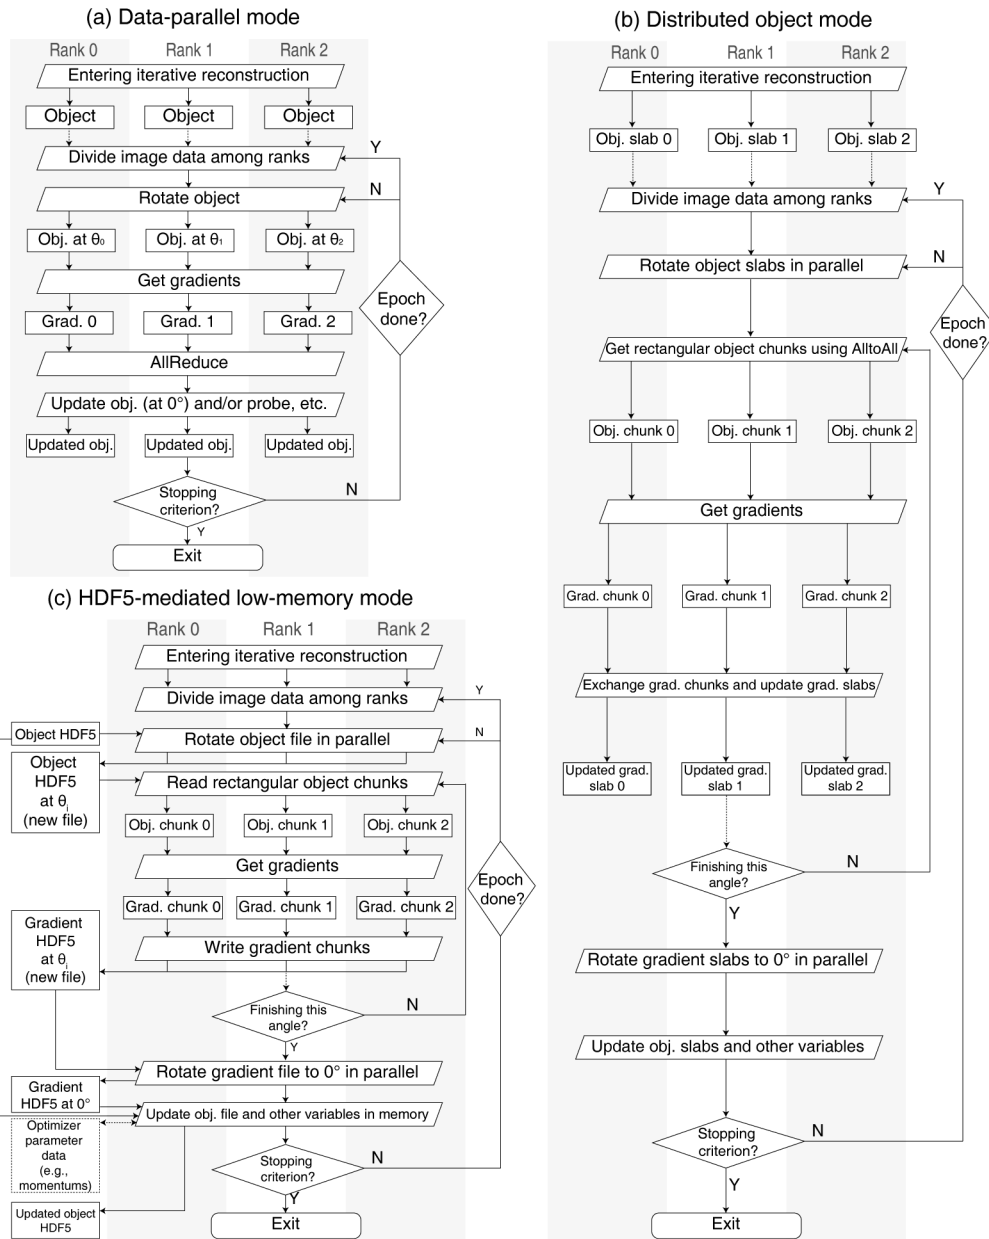 (a) Data-parallel mode
Rank 0
Rank 1
Rank 2
Entering iterative reconstruction
Object
Object
Object
Divide image data among ranks
Y
Rotate object
N
Obj. at θ₀
Obj. at θ₁
Obj. at θ₂
Get gradients
Epoch
done?
Grad. 0
Grad. 1
Grad. 2
AllReduce
Update obj. (at 0°) and/or probe, etc.
Updated obj.
Updated obj.
Updated obj.
Stopping
criterion?
N
Y
Exit
(b) Distributed object mode
Rank 0
Rank 1
Rank 2
Entering iterative reconstruction
Obj. slab 0
Obj. slab 1
Obj. slab 2
Divide image data among ranks
Y
Rotate object slabs in parallel
N
Epoch
done?
Get rectangular object chunks using AlltoAll
Obj. chunk 0
Obj. chunk 1
Obj. chunk 2
Get gradients
Grad. chunk 0
Grad. chunk 1
Grad. chunk 2
Exchange grad. chunks and update grad. slabs
Updated grad.
slab 0
Updated grad.
slab 1
Updated grad.
slab 2
Finishing this
angle?
N
Y
Rotate gradient slabs to 0° in parallel
Update obj. slabs and other variables
Stopping
criterion?
N
Y
Exit
(c) HDF5-mediated low-memory mode
Rank 0
Rank 1
Rank 2
Entering iterative reconstruction
Divide image data among ranks
Y
Object HDF5
Rotate object file in parallel
N
Object
HDF5
at θᵢ
(new file)
Read rectangular object chunks
Obj. chunk 0
Obj. chunk 1
Obj. chunk 2
Get gradients
Epoch
done?
Grad. chunk 0
Grad. chunk 1
Grad. chunk 2
Gradient
HDF5
at θᵢ
(new file)
Write gradient chunks
Finishing this
angle?
N
Y
Rotate gradient file to 0° in parallel
Gradient
HDF5 at 0°
Update obj. file and other variables in memory
Optimizer
parameter
data
(e.g.,
momentums)
Stopping
criterion?
N
Y
Updated object
HDF5
Exit